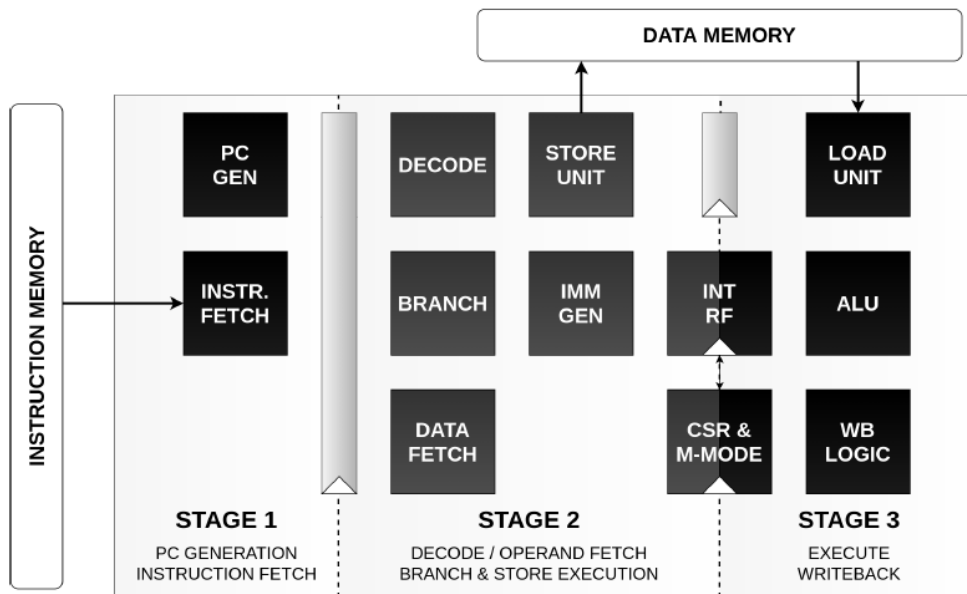 DATA MEMORY
INSTRUCTION MEMORY
PC
GEN
DECODE
STORE
UNIT
LOAD
UNIT
INSTR.
FETCH
BRANCH
IMM
GEN
INT
RF
ALU
DATA
FETCH
CSR &
M-MODE
WB
LOGIC
STAGE 1
PC GENERATION
INSTRUCTION FETCH
STAGE 2
DECODE / OPERAND FETCH
BRANCH & STORE EXECUTION
STAGE 3
EXECUTE
WRITEBACK